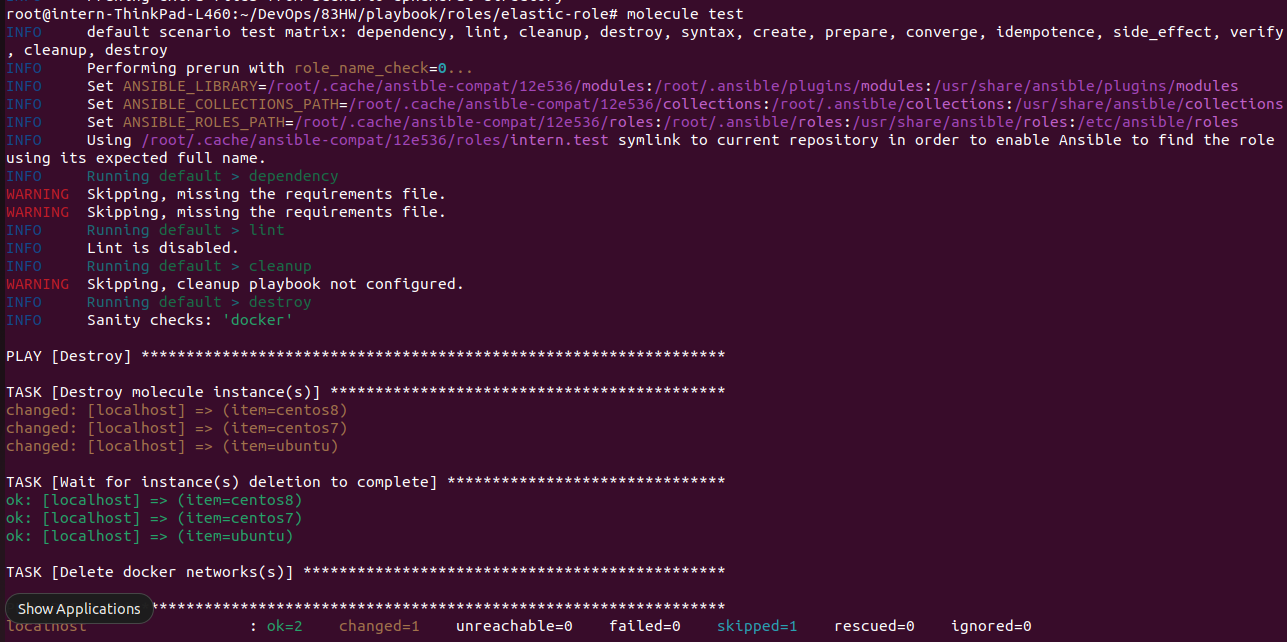 root@intern-ThinkPad-L460:~/DevOps/83HW/playbook/roles/elastic-role# molecule test
INFO     default scenario test matrix: dependency, lint, cleanup, destroy, syntax, create, prepare, converge, idempotence, side_effect, verify
, cleanup, destroy
INFO     Performing prerun with role_name_check=0...
INFO     Set ANSIBLE_LIBRARY=/root/.cache/ansible-compat/12e536/modules:/root/.ansible/plugins/modules:/usr/share/ansible/plugins/modules
INFO     Set ANSIBLE_COLLECTIONS_PATH=/root/.cache/ansible-compat/12e536/collections:/root/.ansible/collections:/usr/share/ansible/collections
INFO     Set ANSIBLE_ROLES_PATH=/root/.cache/ansible-compat/12e536/roles:/root/.ansible/roles:/usr/share/ansible/roles:/etc/ansible/roles
INFO     Using /root/.cache/ansible-compat/12e536/roles/intern.test symlink to current repository in order to enable Ansible to find the role
using its expected full name.
INFO     Running default > dependency
WARNING  Skipping, missing the requirements file.
WARNING  Skipping, missing the requirements file.
INFO     Running default > lint
INFO     Lint is disabled.
INFO     Running default > cleanup
WARNING  Skipping, cleanup playbook not configured.
INFO     Running default > destroy
INFO     Sanity checks: 'docker'
PLAY [Destroy] *****************************************************************
TASK [Destroy molecule instance(s)] ********************************************
changed: [localhost] => (item=centos8)
changed: [localhost] => (item=centos7)
changed: [localhost] => (item=ubuntu)
TASK [Wait for instance(s) deletion to complete] *******************************
ok: [localhost] => (item=centos8)
ok: [localhost] => (item=centos7)
ok: [localhost] => (item=ubuntu)
TASK [Delete docker networks(s)] ***********************************************
Show Applications ****************************************************************
localhost                  : ok=2    changed=1    unreachable=0    failed=0    skipped=1    rescued=0    ignored=0